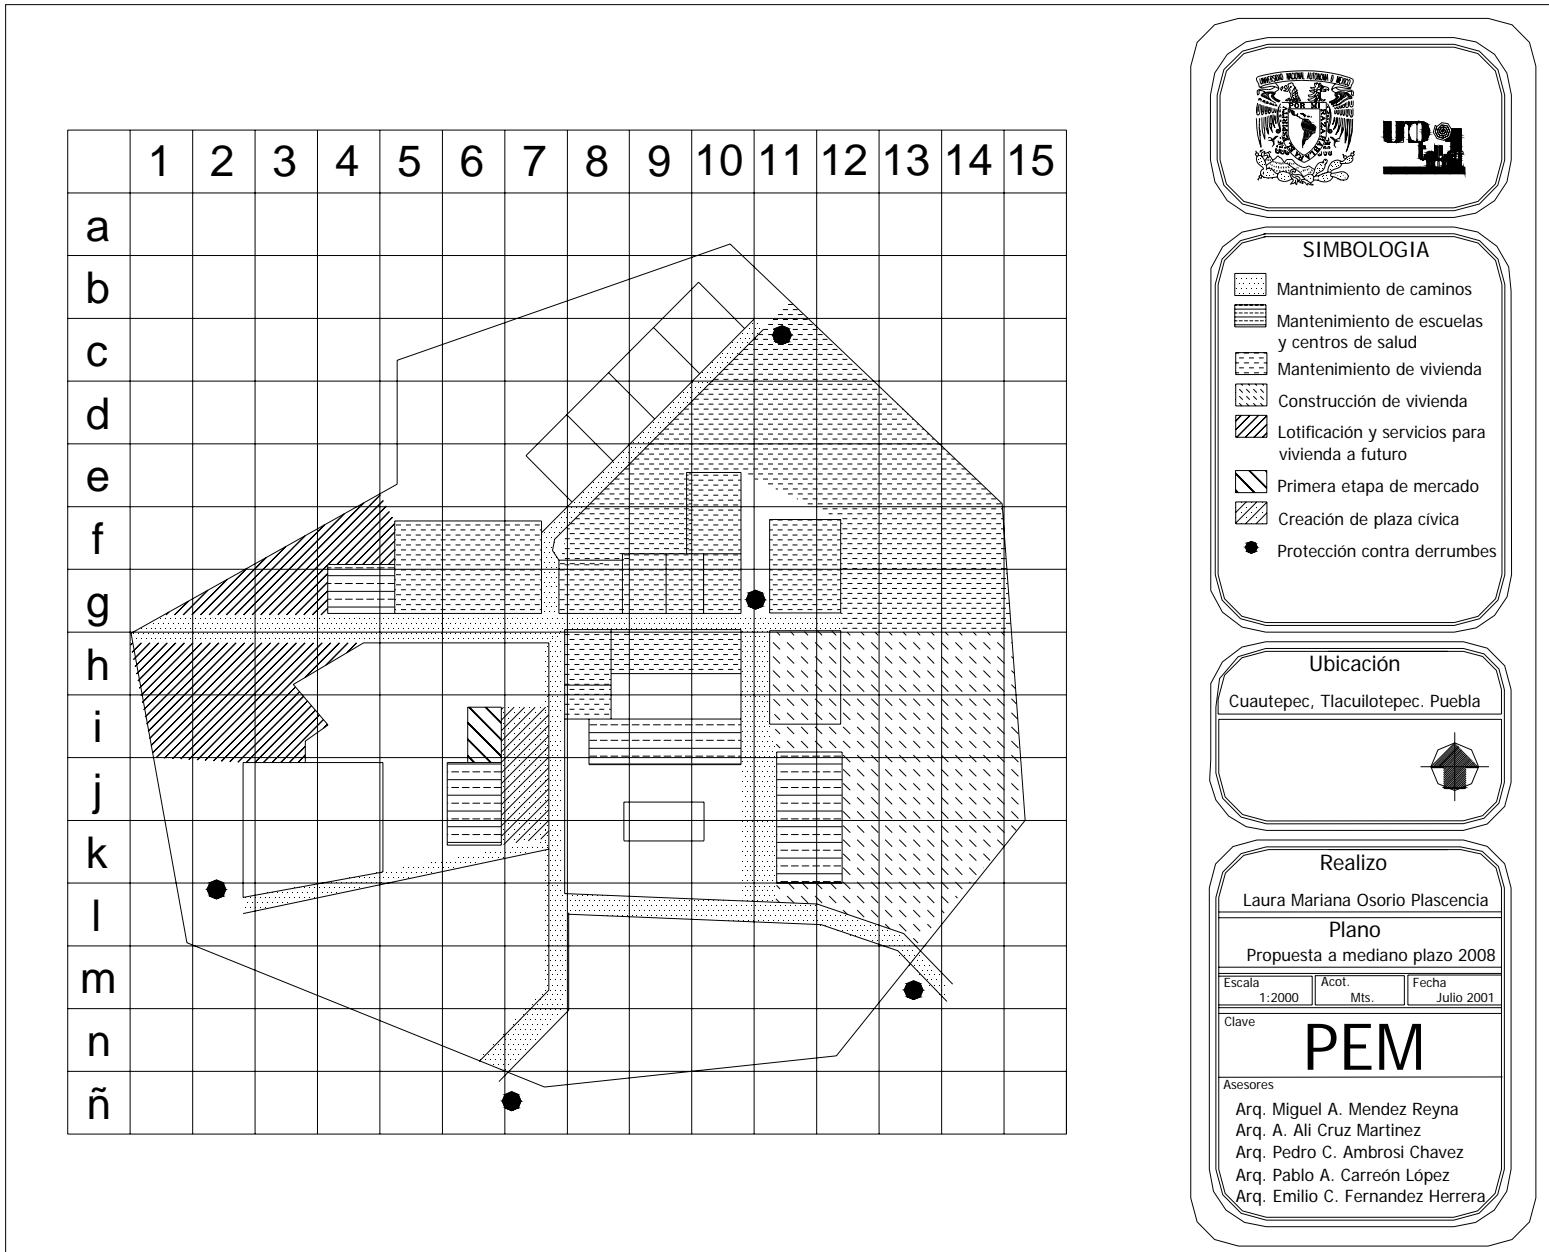 1 2 3 4 5 6 7 8 9 10 11 12 13 14 15
a
b
c
d
e
f
g
h
i
j
k
l
m
n
ñ
SIMBOLOGIA
Mantnimiento de caminos
Mantenimiento de escuelas
y centros de salud
Mantenimiento de vivienda
Construcción de vivienda
Lotificación y servicios para
vivienda a futuro
Primera etapa de mercado
Creación de plaza cívica
Protección contra derrumbes
Ubicación
Cuautepec, Tlacuilotepec. Puebla
Realizo
Laura Mariana Osorio Plascencia
Plano
Propuesta a mediano plazo 2008
Escala
1:2000
Acot.
Mts.
Fecha
Julio 2001
Clave
PEM
Asesores
Arq. Miguel A. Mendez Reyna
Arq. A. Ali Cruz Martinez
Arq. Pedro C. Ambrosi Chavez
Arq. Pablo A. Carreón López
Arq. Emilio C. Fernandez Herrera